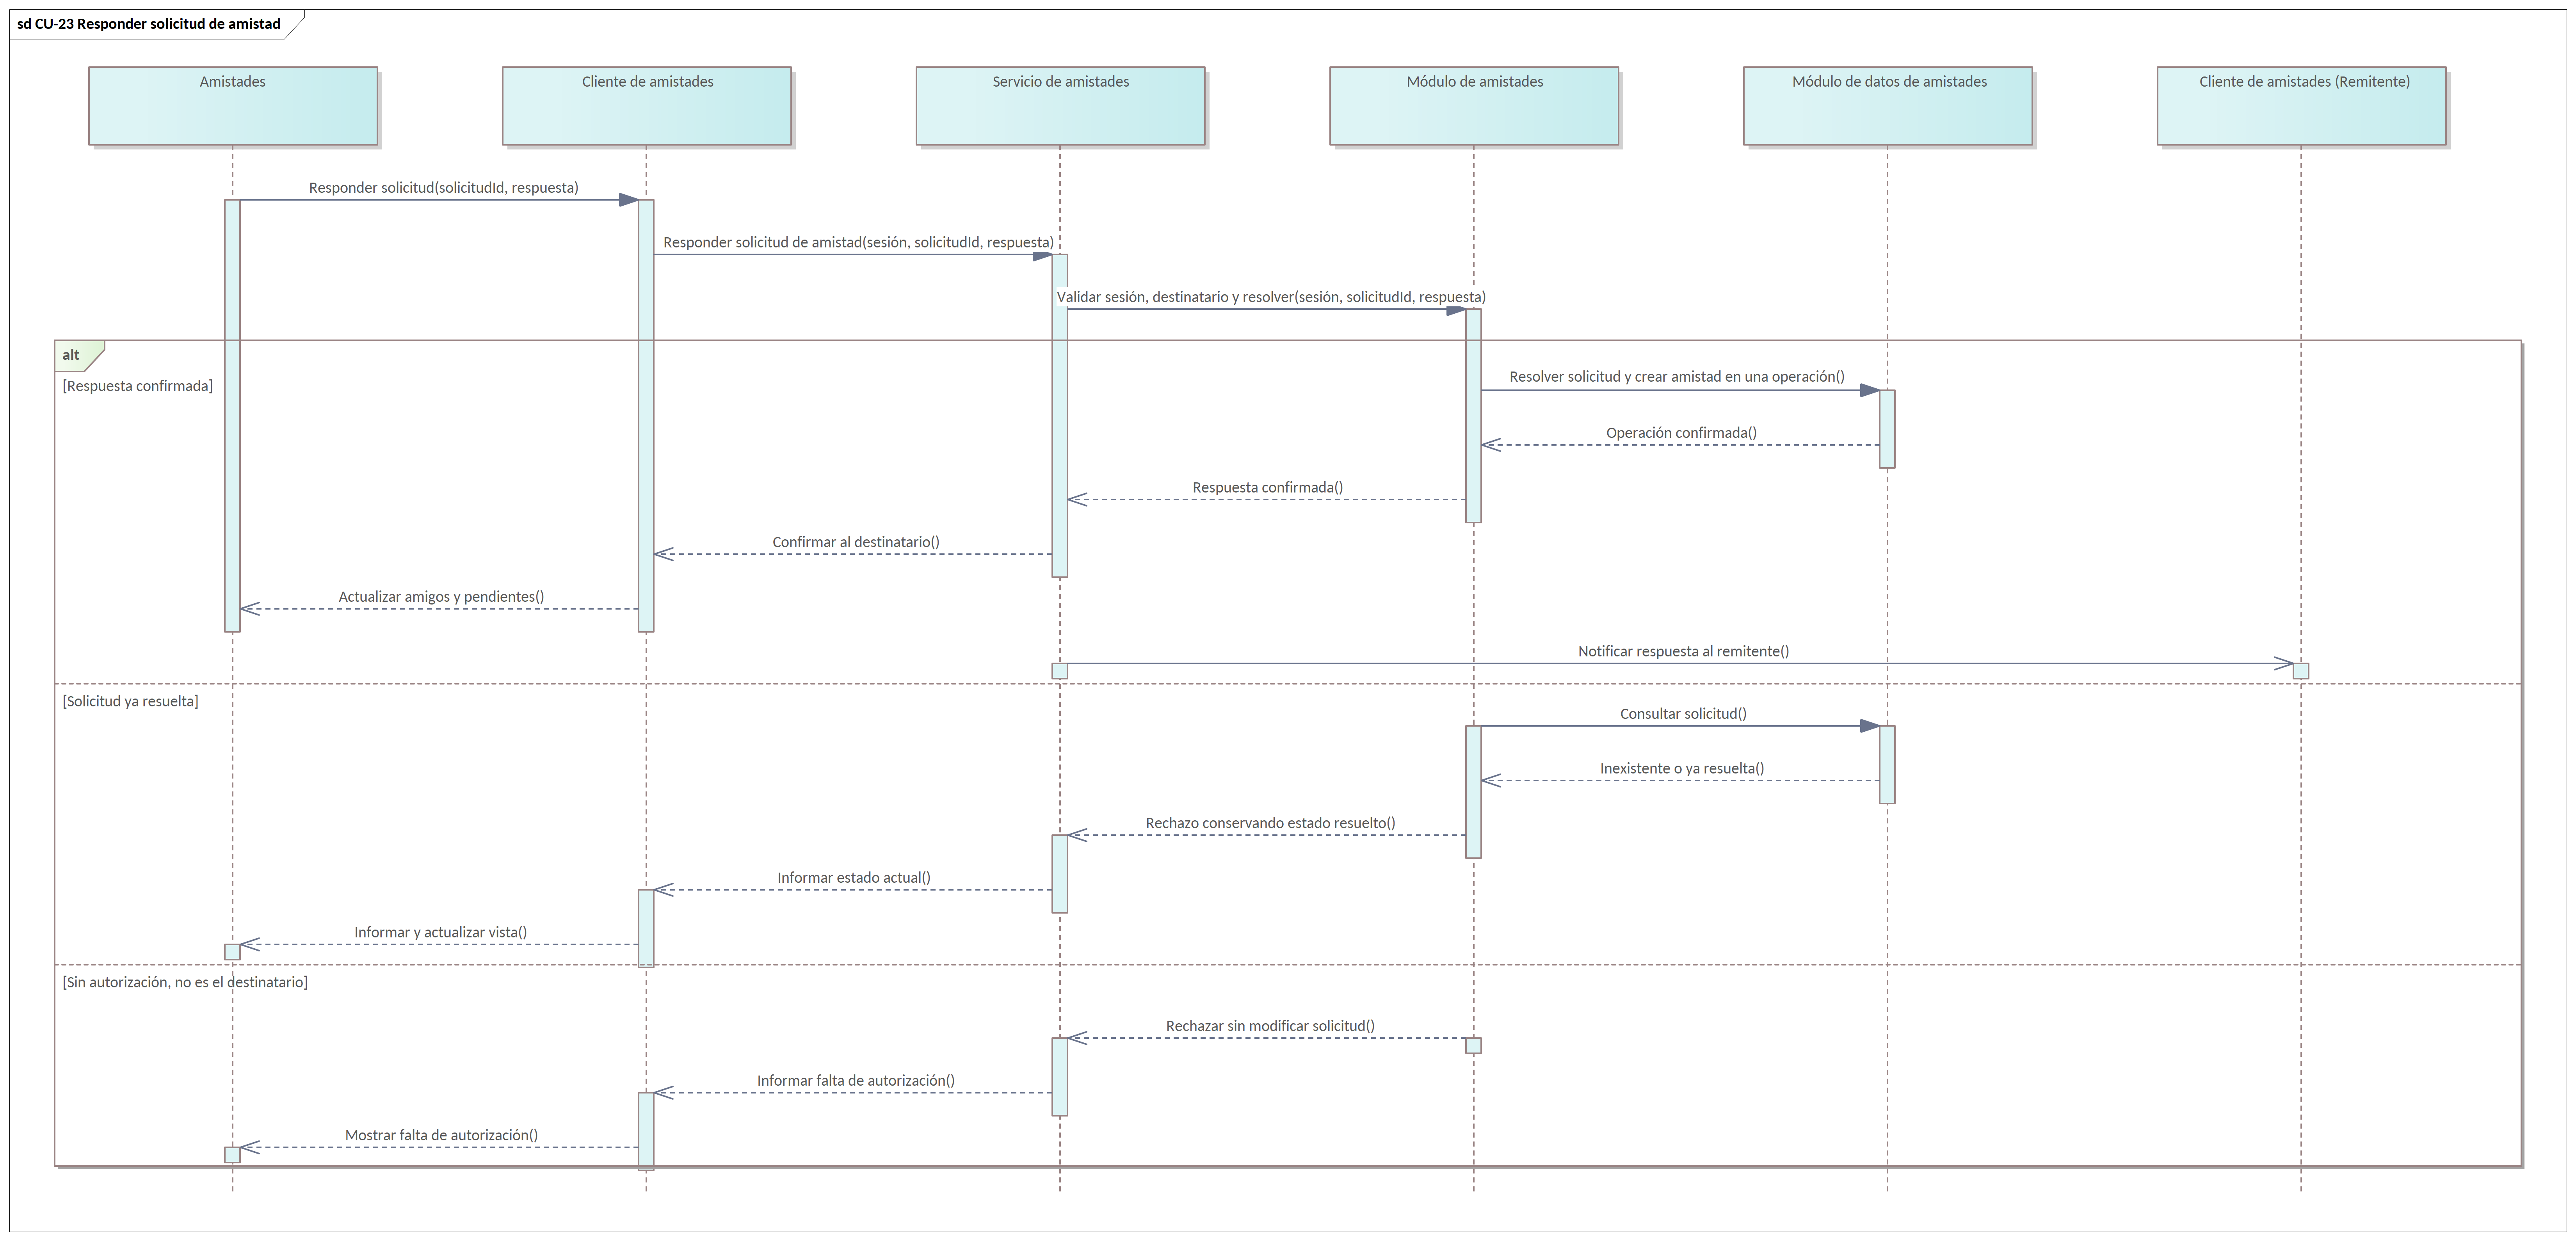 sd CU-23 Responder solicitud de amistad
Amistades
Cliente de amistades
Servicio de amistades
Módulo de amistades
Módulo de datos de amistades
Cliente de amistades (Remitente)
Responder solicitud(solicitudId, respuesta)
Responder solicitud de amistad(sesión, solicitudId, respuesta)
Validar sesión, destinatario y resolver(sesión, solicitudId, respuesta)
alt
[Respuesta confirmada]
Resolver solicitud y crear amistad en una operación()
Operación confirmada()
Respuesta confirmada()
Confirmar al destinatario()
Actualizar amigos y pendientes()
Notificar respuesta al remitente()
[Solicitud ya resuelta]
Consultar solicitud()
Inexistente o ya resuelta()
Rechazo conservando estado resuelto()
Informar estado actual()
Informar y actualizar vista()
[Sin autorización, no es el destinatario]
Rechazar sin modificar solicitud()
Informar falta de autorización()
Mostrar falta de autorización()